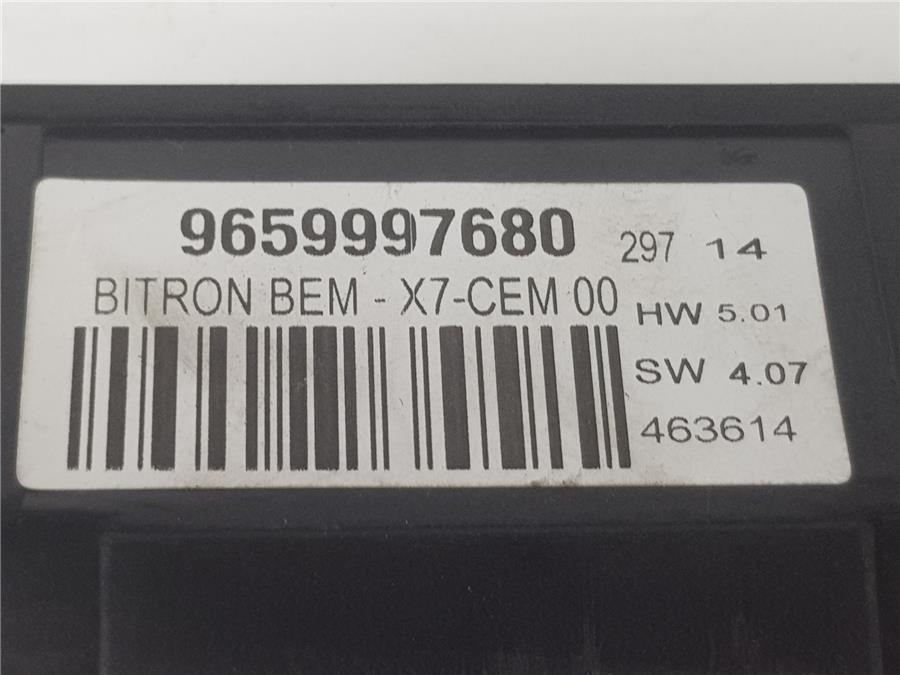 9659997680 297 14
BITRON BEM - X7-CEM 00 HW 5.01
SW 4.07
463614